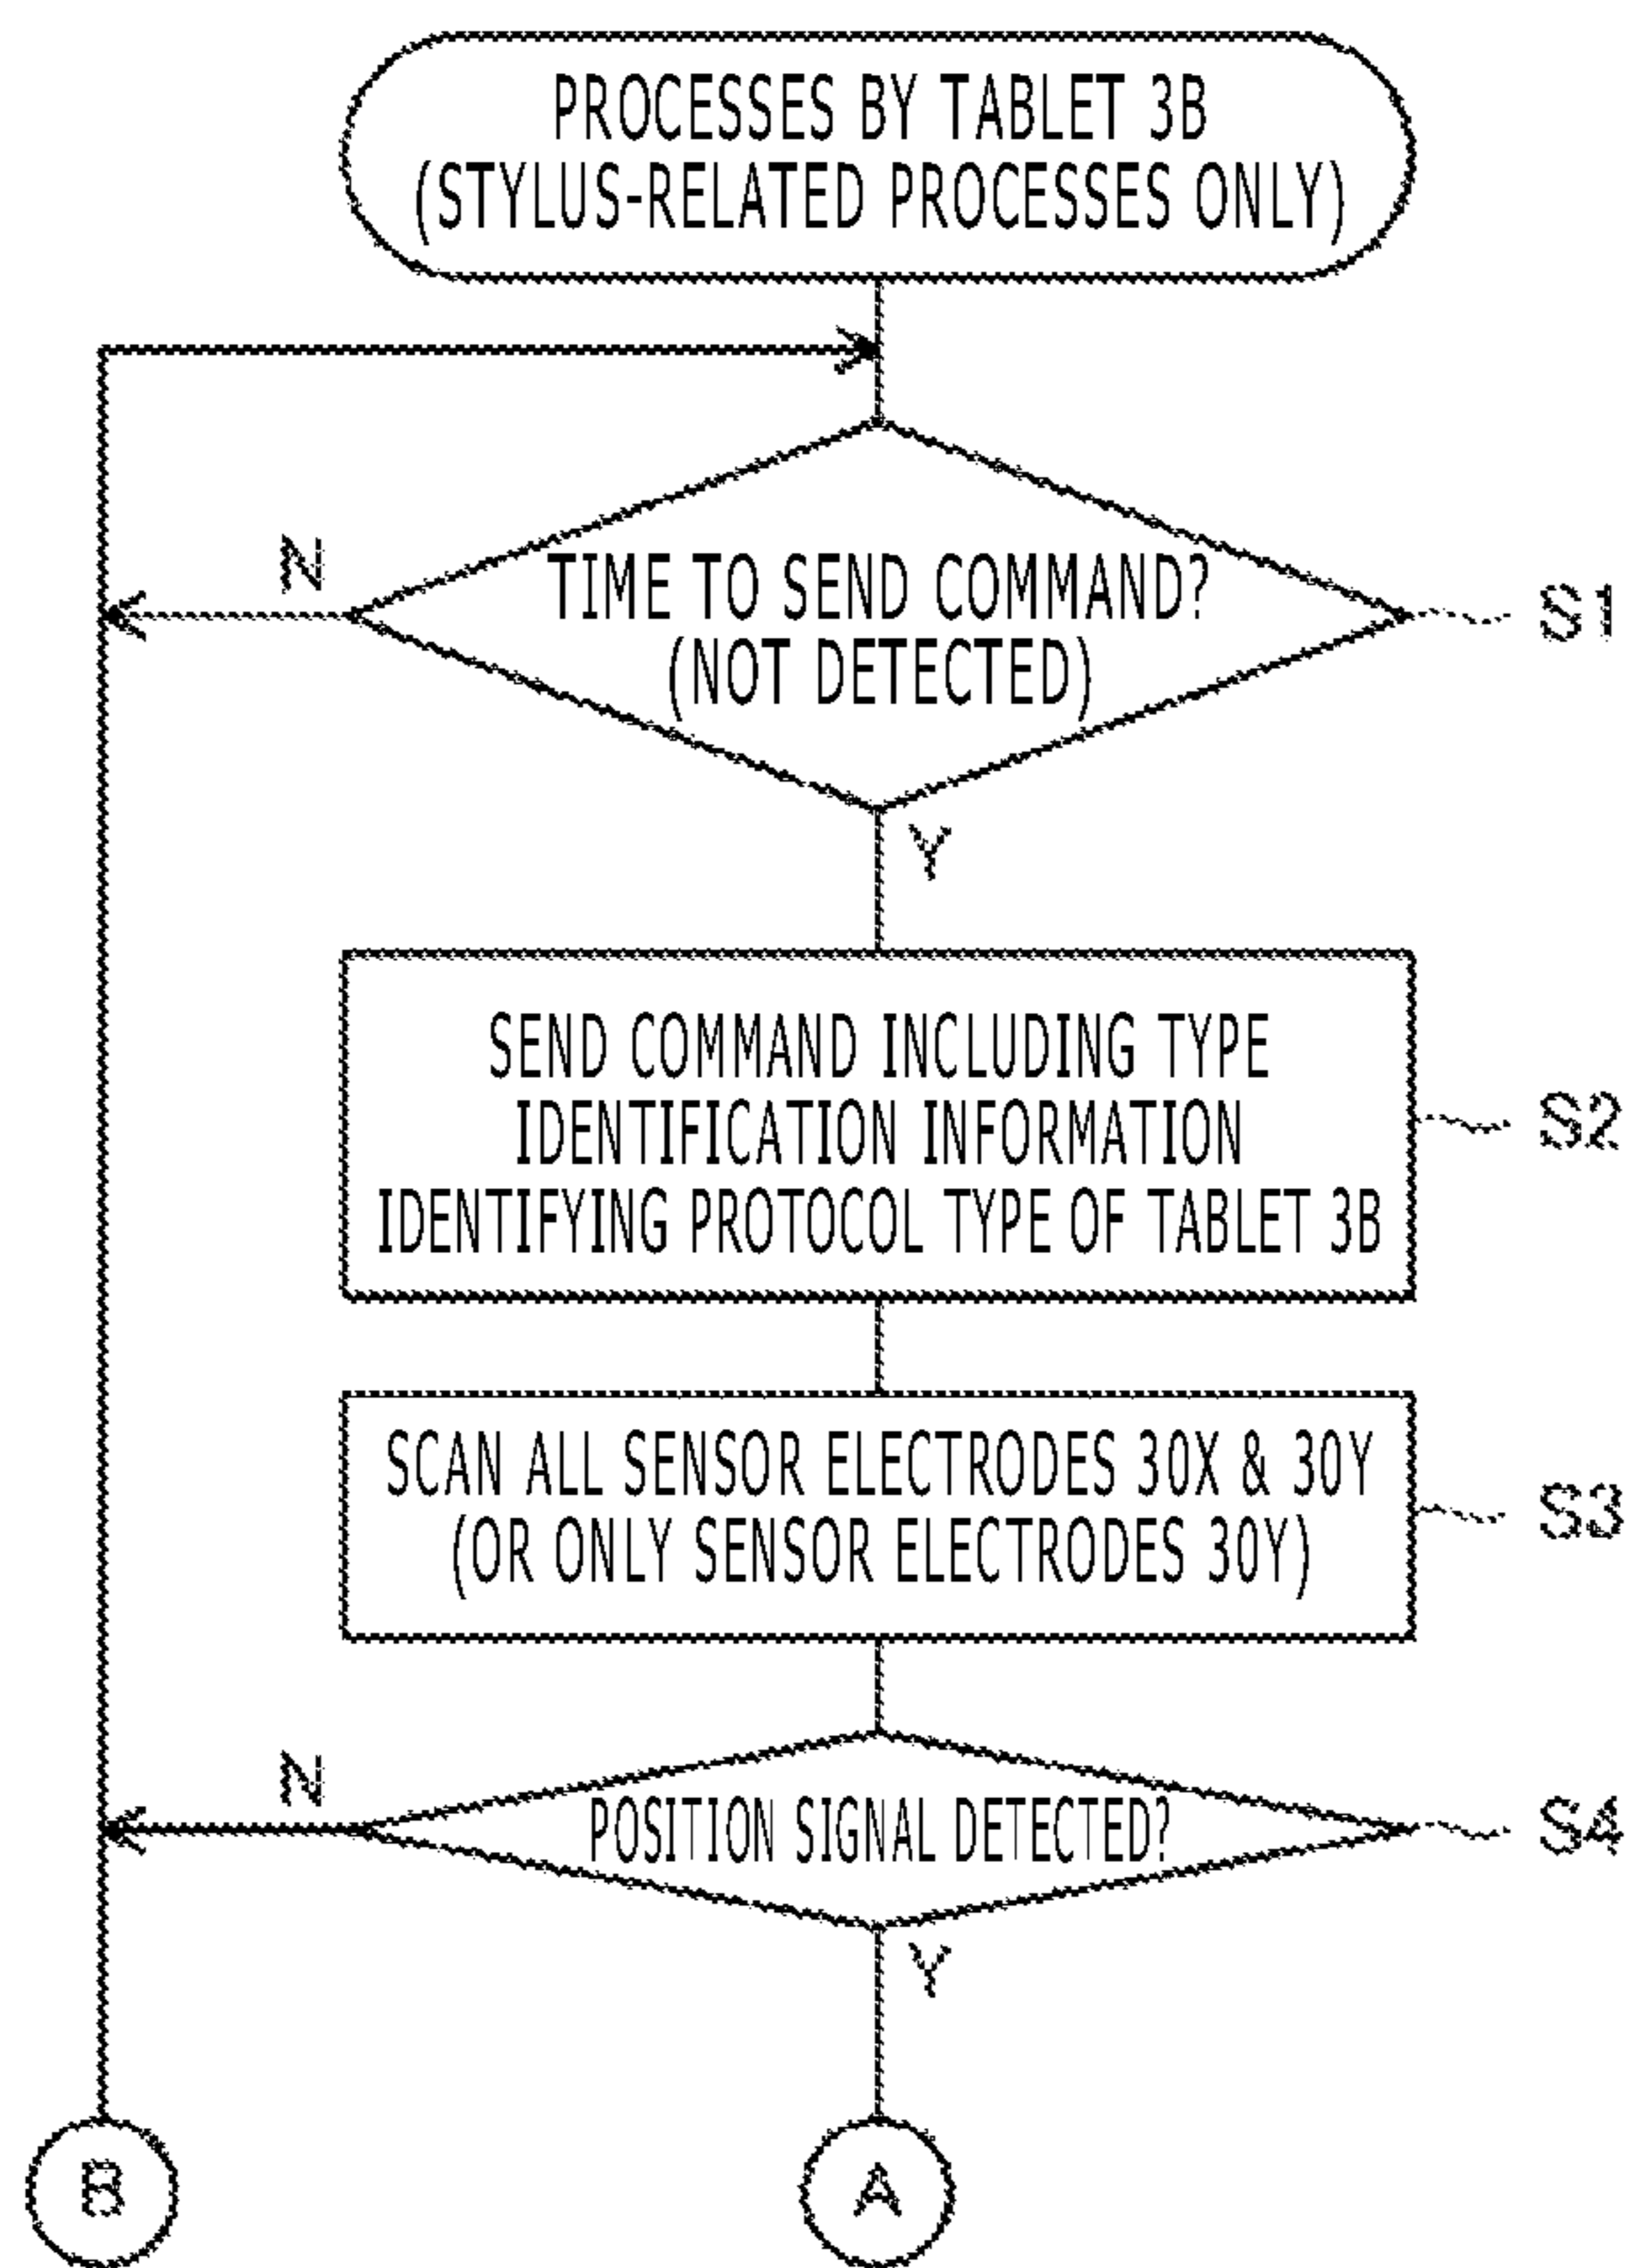 PROCESSES BY TABLET 3B
(STYLUS-RELATED PROCESSES ONLY)
N
TIME TO SEND COMMAND?
(NOT DETECTED)
S1
Y
SEND COMMAND INCLUDING TYPE
IDENTIFICATION INFORMATION
IDENTIFYING PROTOCOL TYPE OF TABLET 3B
S2
SCAN ALL SENSOR ELECTRODES 30X & 30Y
(OR ONLY SENSOR ELECTRODES 30Y)
S3
N
POSITION SIGNAL DETECTED?
S4
Y
B
A